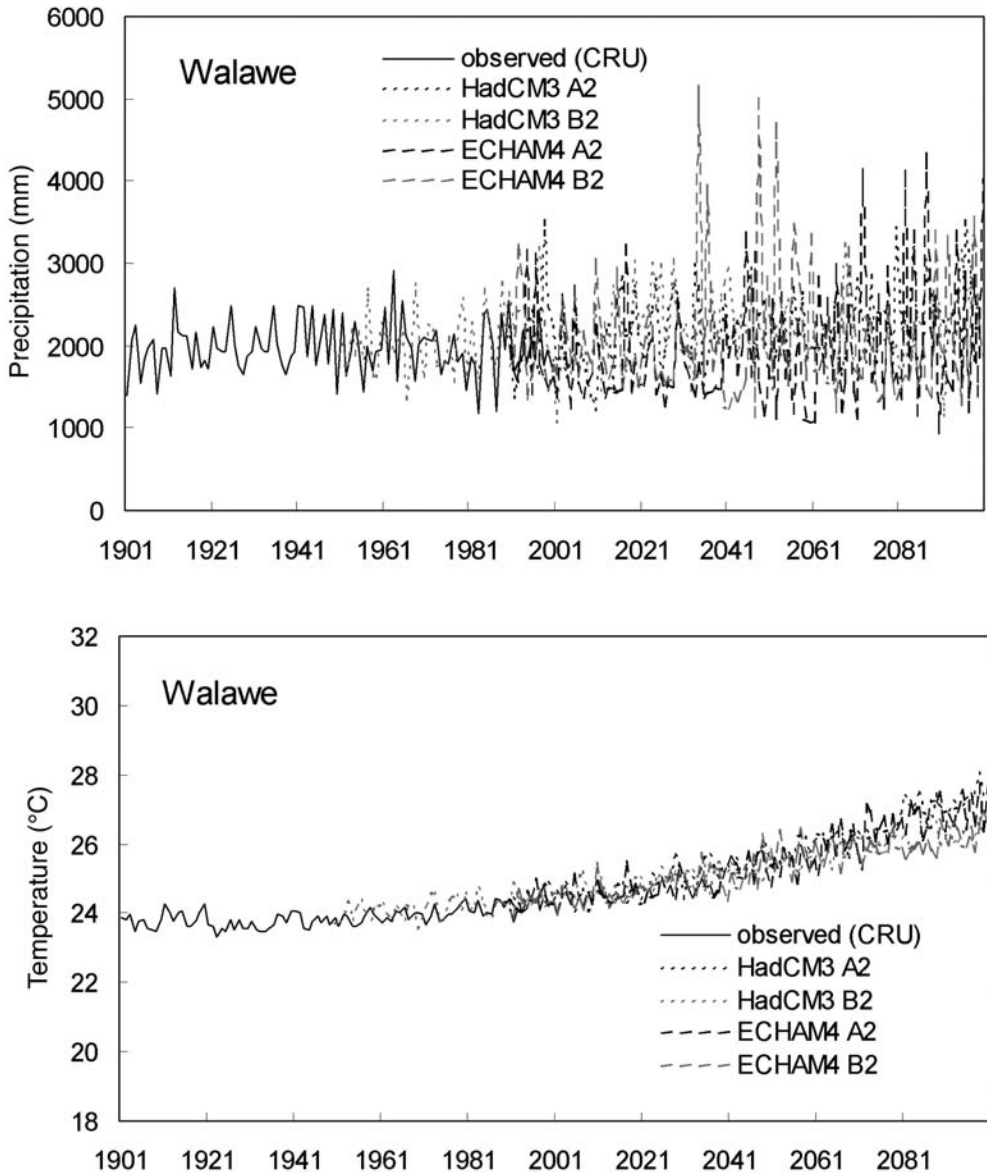 6000
5000
4000
3000
2000
1000
0
Precipitation (mm)
Walawe
observed (CRU)
HadCM3 A2
HadCM3 B2
ECHAM4 A2
ECHAM4 B2
1901 1921 1941 1961 1981 2001 2021 2041 2061 2081
32
30
28
26
24
22
20
18
Temperature (°C)
Walawe
observed (CRU)
HadCM3 A2
HadCM3 B2
ECHAM4 A2
ECHAM4 B2
1901 1921 1941 1961 1981 2001 2021 2041 2061 2081